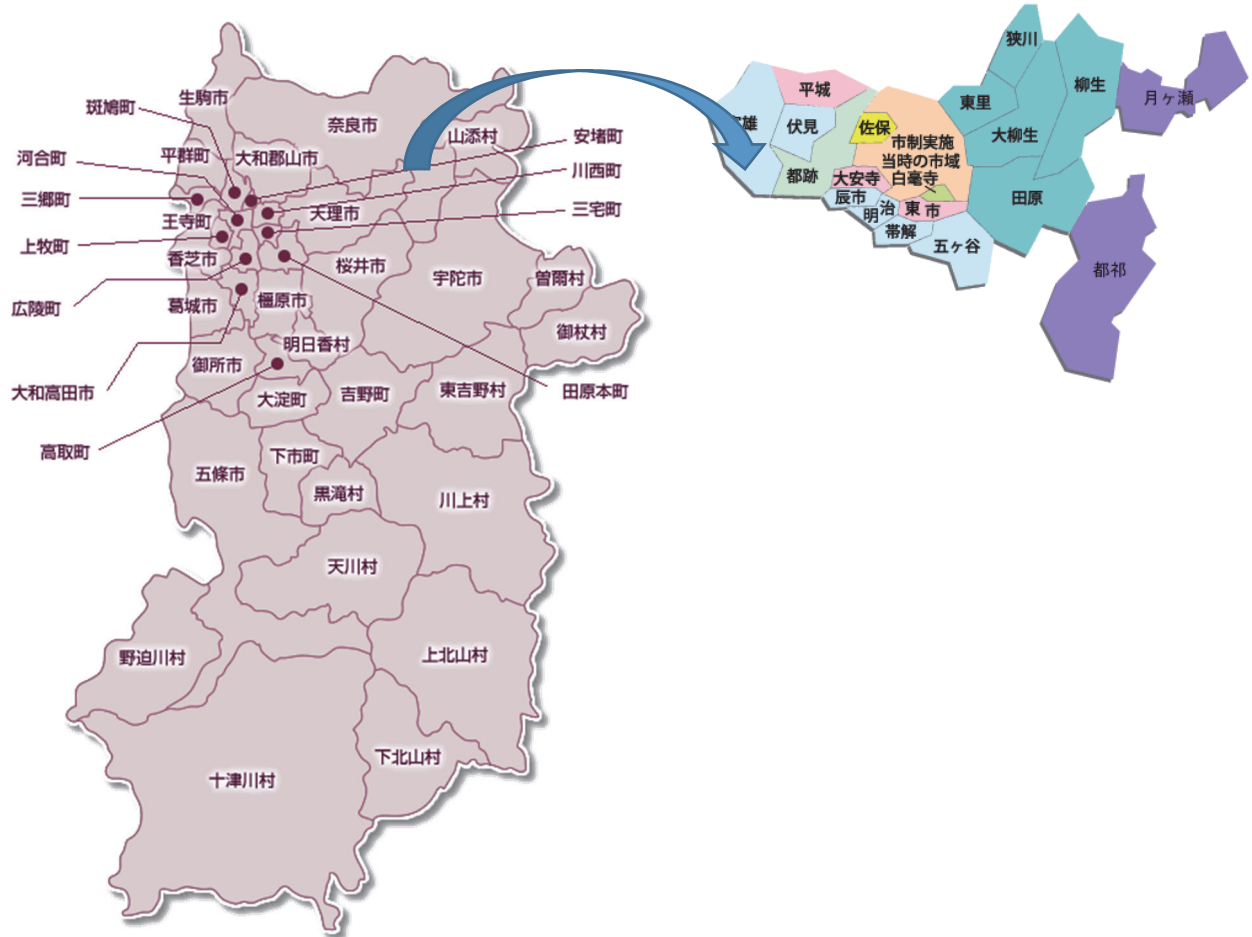 斑鳩町
河合町
三郷町
上牧町
広陵町
大和高田市
高取町
生駒市
奈良市
山添村
平群町
大和郡山市
王寺町
天理市
香芝市
桜井市
宇陀市
曽爾村
葛城市
橿原市
御杖村
明日香村
御所市
大淀町
吉野町
東吉野村
五條市
下市町
黒滝村
川上村
天川村
野迫川村
上北山村
下北山村
十津川村
安堵町
川西町
三宅町
田原本町
狭川
平城
柳生
月ヶ瀬
東里
雄
伏見
佐保
大柳生
市制実施
当時の市域
白毫寺
都跡
大安寺
田原
辰市
明治
東市
帯解
五ヶ谷
都祁